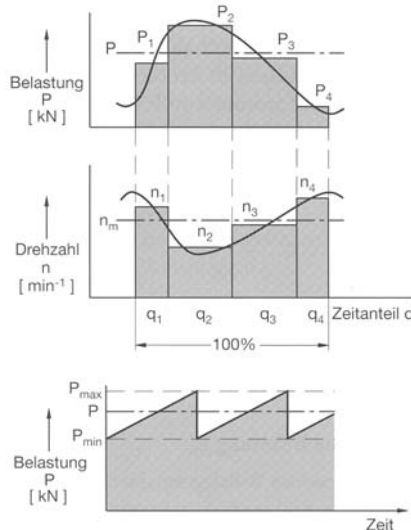 P₂
P P₁ P₃
Belastung
P
[ kN ]
P₄
n₁ n₄
nₘ n₂ n₃
Drehzahl
n
[ min⁻¹ ]
q₁ q₂ q₃ q₄ Zeitanteil q
100%
Pₘₐₓ
P
Pₘᵢₙ
Belastung
P
[ kN ]
Zeit